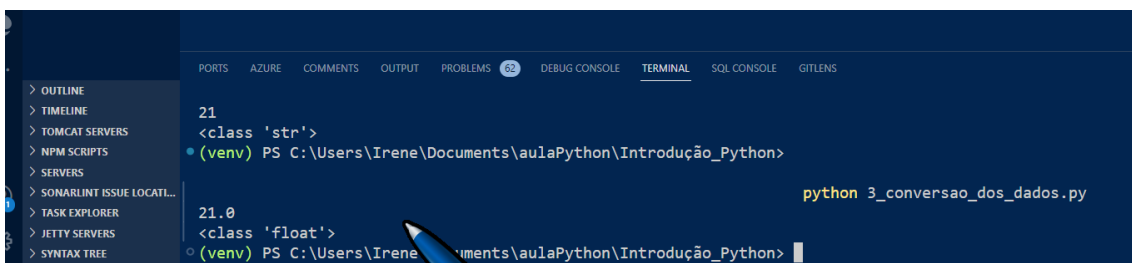 PORTS AZURE COMMENTS OUTPUT PROBLEMS 62 DEBUG CONSOLE TERMINAL SQL CONSOLE GITLENS
> OUTLINE
> TIMELINE
> TOMCAT SERVERS
> NPM SCRIPTS
> SERVERS
> SONARLINT ISSUE LOCATI...
> TASK EXPLORER
> JETTY SERVERS
> SYNTAX TREE
21
<class 'str'>
(venv) PS C:\Users\Irene\Documents\aulaPython\Introdução_Python>
python 3_conversao_dos_dados.py
21.0
<class 'float'>
(venv) PS C:\Users\Irene uments\aulaPython\Introdução_Python>
1